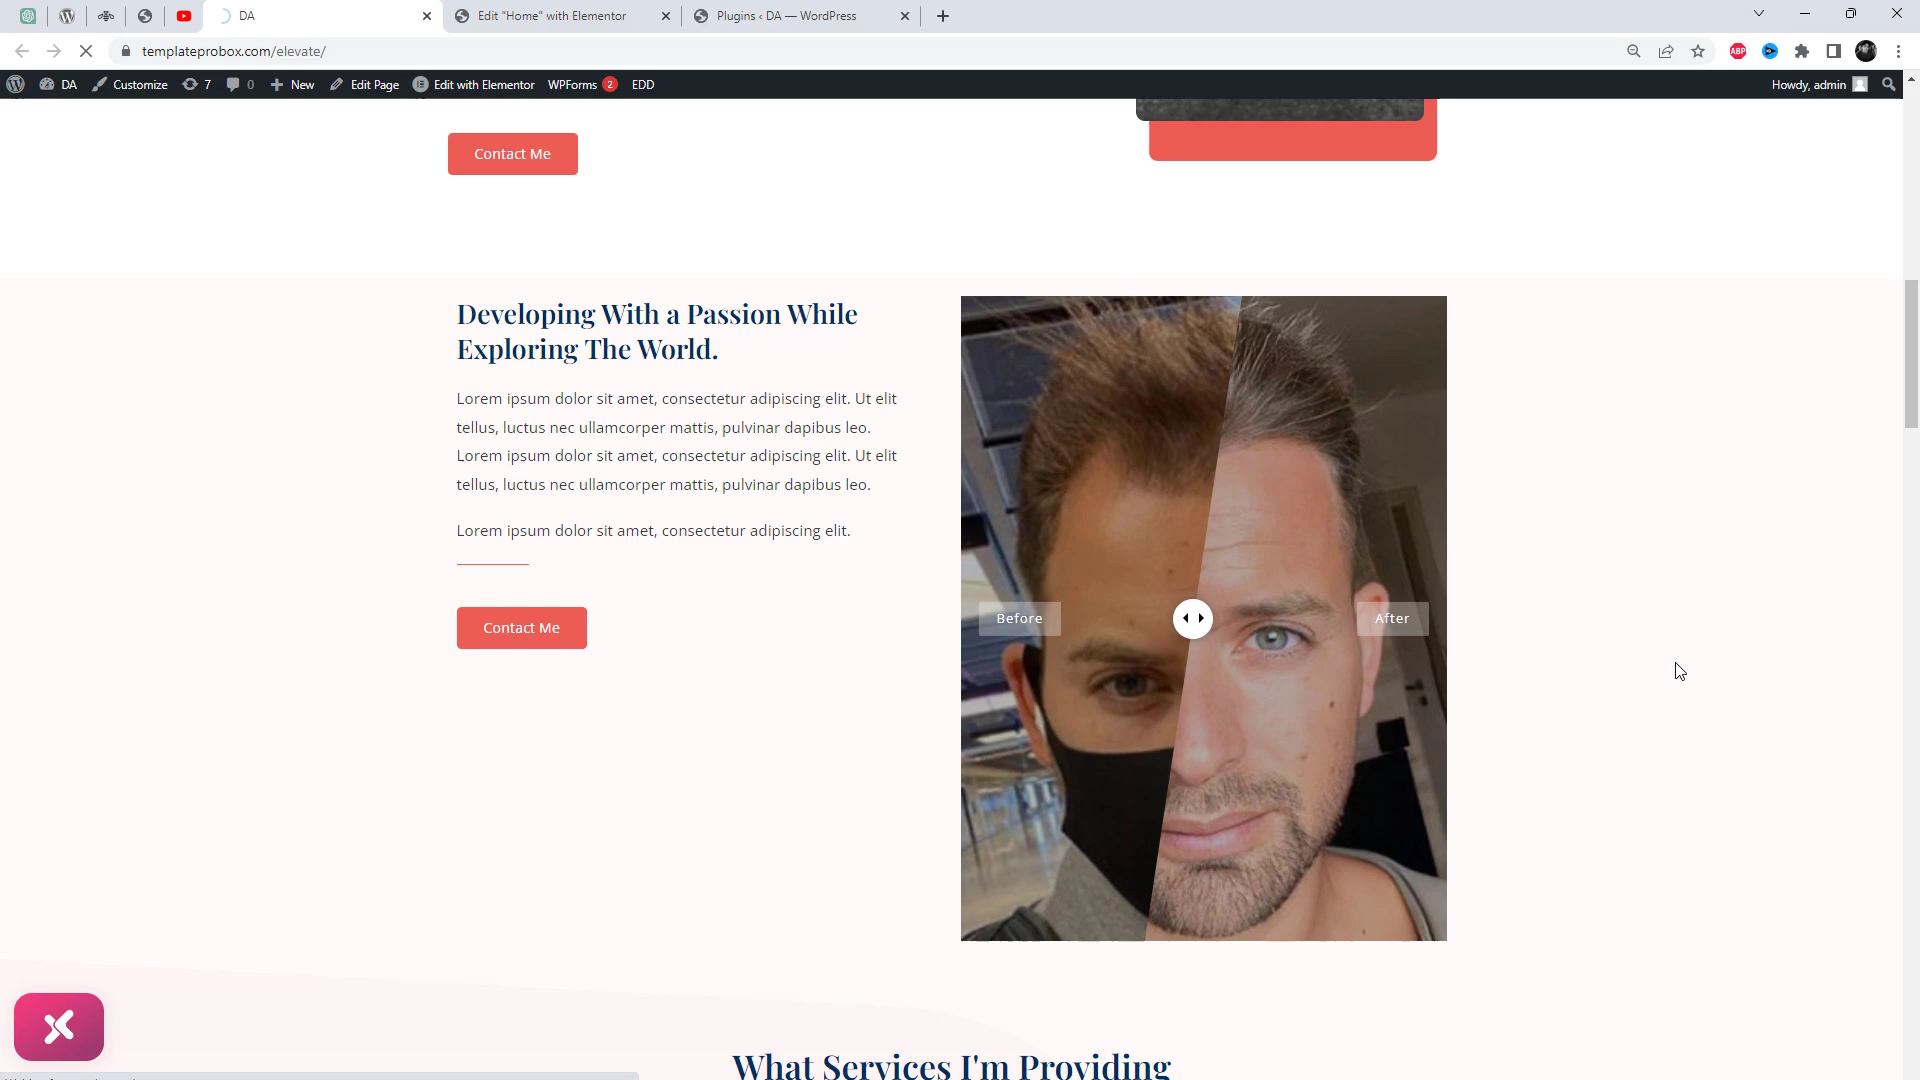 DA
Edit "Home" with Elementor
Plugins ‹ DA — WordPress
templateprobox.com/elevate/
ABP
DA Customize 7 0 New Edit Page Edit with Elementor WPForms 2 EDD
Howdy, admin
Contact Me
Developing With a Passion While
Exploring The World.
Lorem ipsum dolor sit amet, consectetur adipiscing elit. Ut elit
tellus, luctus nec ullamcorper mattis, pulvinar dapibus leo.
Lorem ipsum dolor sit amet, consectetur adipiscing elit. Ut elit
tellus, luctus nec ullamcorper mattis, pulvinar dapibus leo.
Lorem ipsum dolor sit amet, consectetur adipiscing elit.
Contact Me
Before
After
What Services I'm Providing